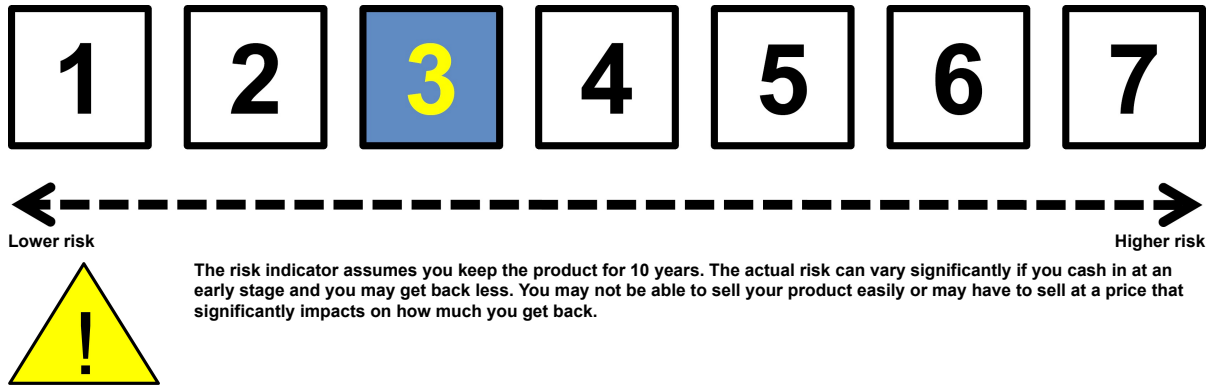 1 2 3 4 5 6 7
Lower risk Higher risk
The risk indicator assumes you keep the product for 10 years. The actual risk can vary significantly if you cash in at an
early stage and you may get back less. You may not be able to sell your product easily or may have to sell at a price that
significantly impacts on how much you get back.
!